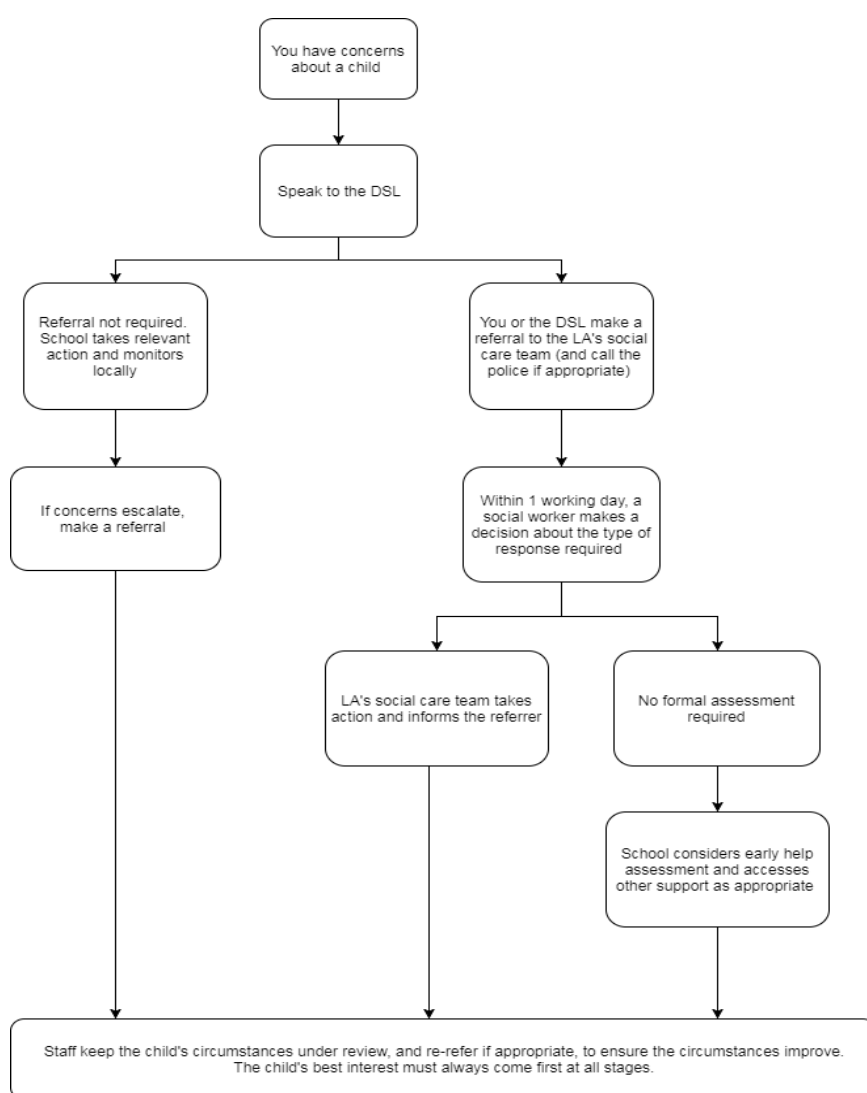 You have concerns
about a child
Speak to the DSL
Referral not required.
School takes relevant
action and monitors
locally
You or the DSL make a
referral to the LA's social
care team (and call the
police if appropriate)
If concerns escalate,
make a referral
Within 1 working day, a
social worker makes a
decision about the type of
response required
LA's social care team takes
action and informs the referrer
No formal assessment
required
School considers early help
assessment and accesses
other support as appropriate
Staff keep the child's circumstances under review, and re-refer if appropriate, to ensure the circumstances improve.
The child's best interest must always come first at all stages.